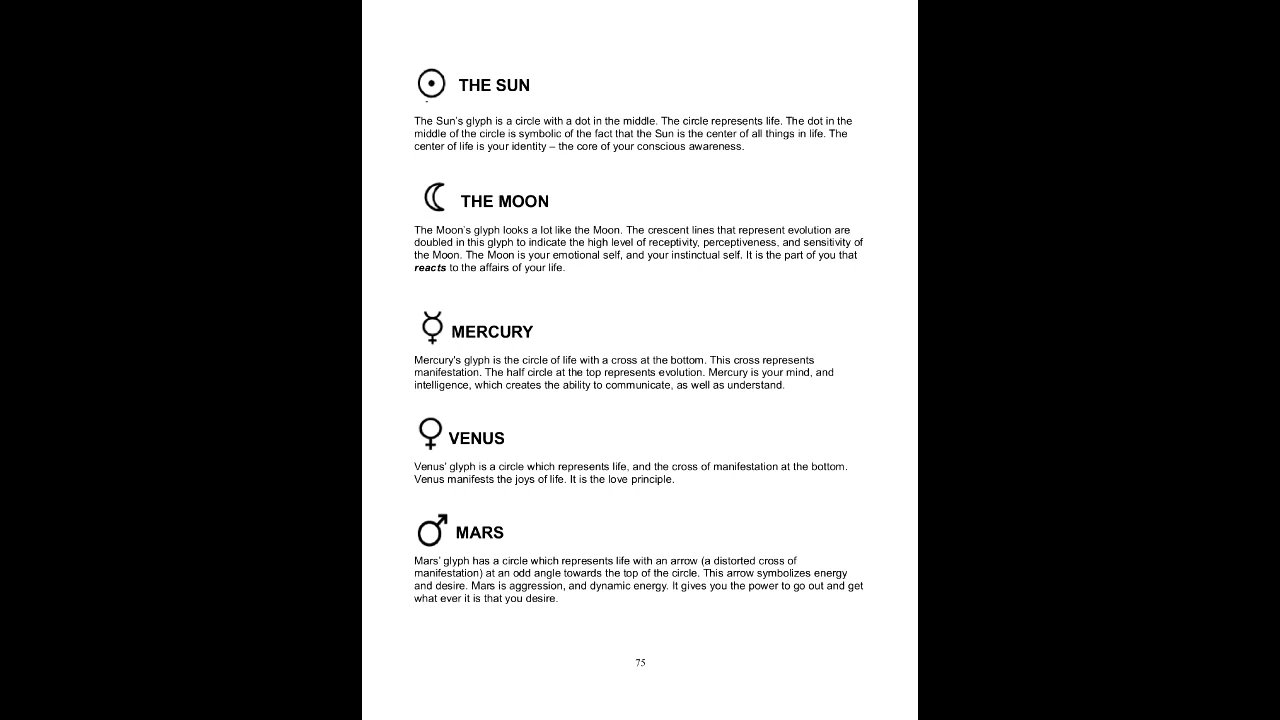 THE SUN
The Sun's glyph is a circle with a dot in the middle. The circle represents life. The dot in the
middle of the circle is symbolic of the fact that the Sun is the center of all things in life. The
center of life is your identity – the core of your conscious awareness.
THE MOON
The Moon's glyph looks a lot like the Moon. The crescent lines that represent evolution are
doubled in this glyph to indicate the high level of receptivity, perceptiveness, and sensitivity of
the Moon. The Moon is your emotional self, and your instinctual self. It is the part of you that
reacts to the affairs of your life.
MERCURY
Mercury's glyph is the circle of life with a cross at the bottom. This cross represents
manifestation. The half circle at the top represents evolution. Mercury is your mind, and
intelligence, which creates the ability to communicate, as well as understand.
VENUS
Venus' glyph is a circle which represents life, and the cross of manifestation at the bottom.
Venus manifests the joys of life. It is the love principle.
MARS
Mars' glyph has a circle which represents life with an arrow (a distorted cross of
manifestation) at an odd angle towards the top of the circle. This arrow symbolizes energy
and desire. Mars is aggression, and dynamic energy. It gives you the power to go out and get
what ever it is that you desire.
75